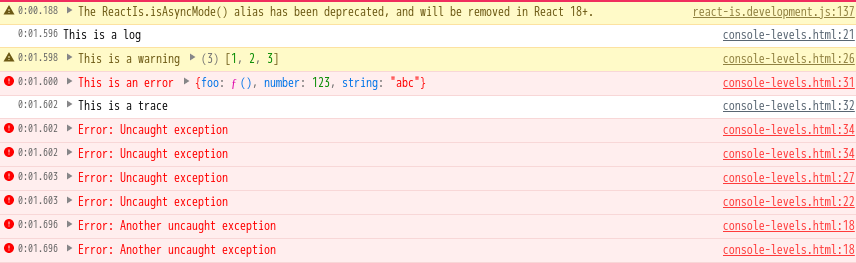 0:00.188 The ReactIs.isAsyncMode() alias has been deprecated, and will be removed in React 18+. react-is.development.js:137
0:01.596 This is a log console-levels.html:21
0:01.598 This is a warning (3) [1, 2, 3] console-levels.html:26
0:01.600 This is an error {foo: ƒ (), number: 123, string: "abc"} console-levels.html:31
0:01.602 This is a trace console-levels.html:32
0:01.602 Error: Uncaught exception console-levels.html:34
0:01.602 Error: Uncaught exception console-levels.html:34
0:01.603 Error: Uncaught exception console-levels.html:27
0:01.603 Error: Uncaught exception console-levels.html:22
0:01.696 Error: Another uncaught exception console-levels.html:18
0:01.696 Error: Another uncaught exception console-levels.html:18